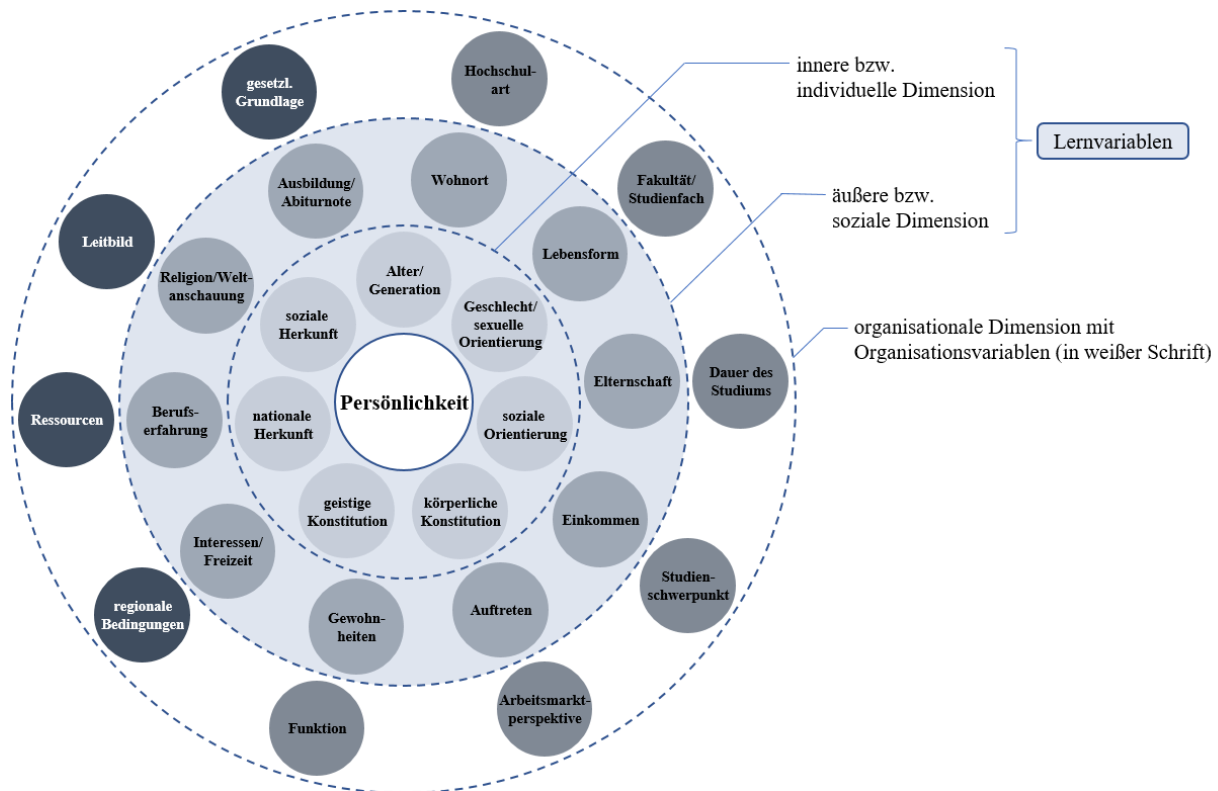 Hochschul-
art
gesetzl.
Grundlage
innere bzw.
individuelle Dimension
Lernvariablen
Wohnort
Ausbildung/
Abiturnote
Fakultät/
Studienfach
äußere bzw.
soziale Dimension
Leitbild
Lebensform
Religion/Welt-
anschauung
Alter/
Generation
soziale
Herkunft
Geschlecht/
sexuelle
Orientierung
organisationale Dimension mit
Organisationsvariablen (in weißer Schrift)
Elternschaft
Dauer des
Studiums
Persönlichkeit
Ressourcen
Berufs-
erfahrung
nationale
Herkunft
soziale
Orientierung
geistige
Konstitution
körperliche
Konstitution
Einkommen
Interessen/
Freizeit
Studien-
schwerpunkt
regionale
Bedingungen
Gewohn-
heiten
Auftreten
Arbeitsmarkt-
perspektive
Funktion